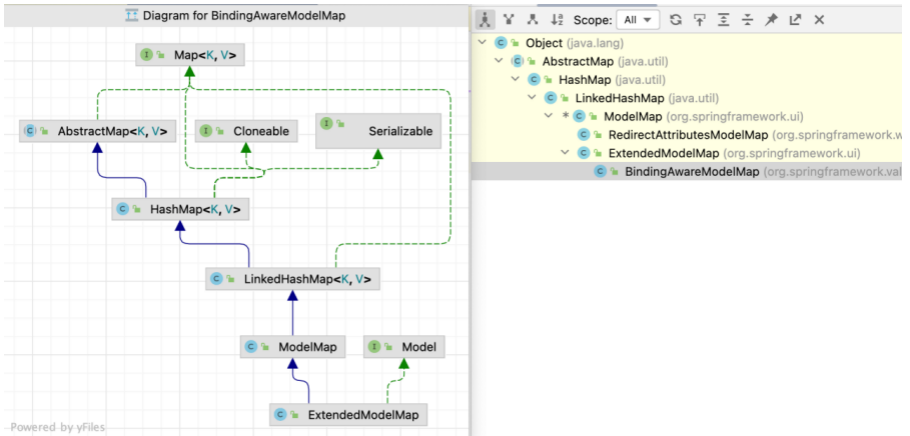 Diagram for BindingAwareModelMap
Map<K, V>
AbstractMap<K, V>
Cloneable
Serializable
HashMap<K, V>
LinkedHashMap<K, V>
ModelMap
Model
ExtendedModelMap
Powered by yFiles
Scope: All
Object (java.lang)
AbstractMap (java.util)
HashMap (java.util)
LinkedHashMap (java.util)
* ModelMap (org.springframework.ui)
RedirectAttributesModelMap (org.springframework.w
ExtendedModelMap (org.springframework.ui)
BindingAwareModelMap (org.springframework.val